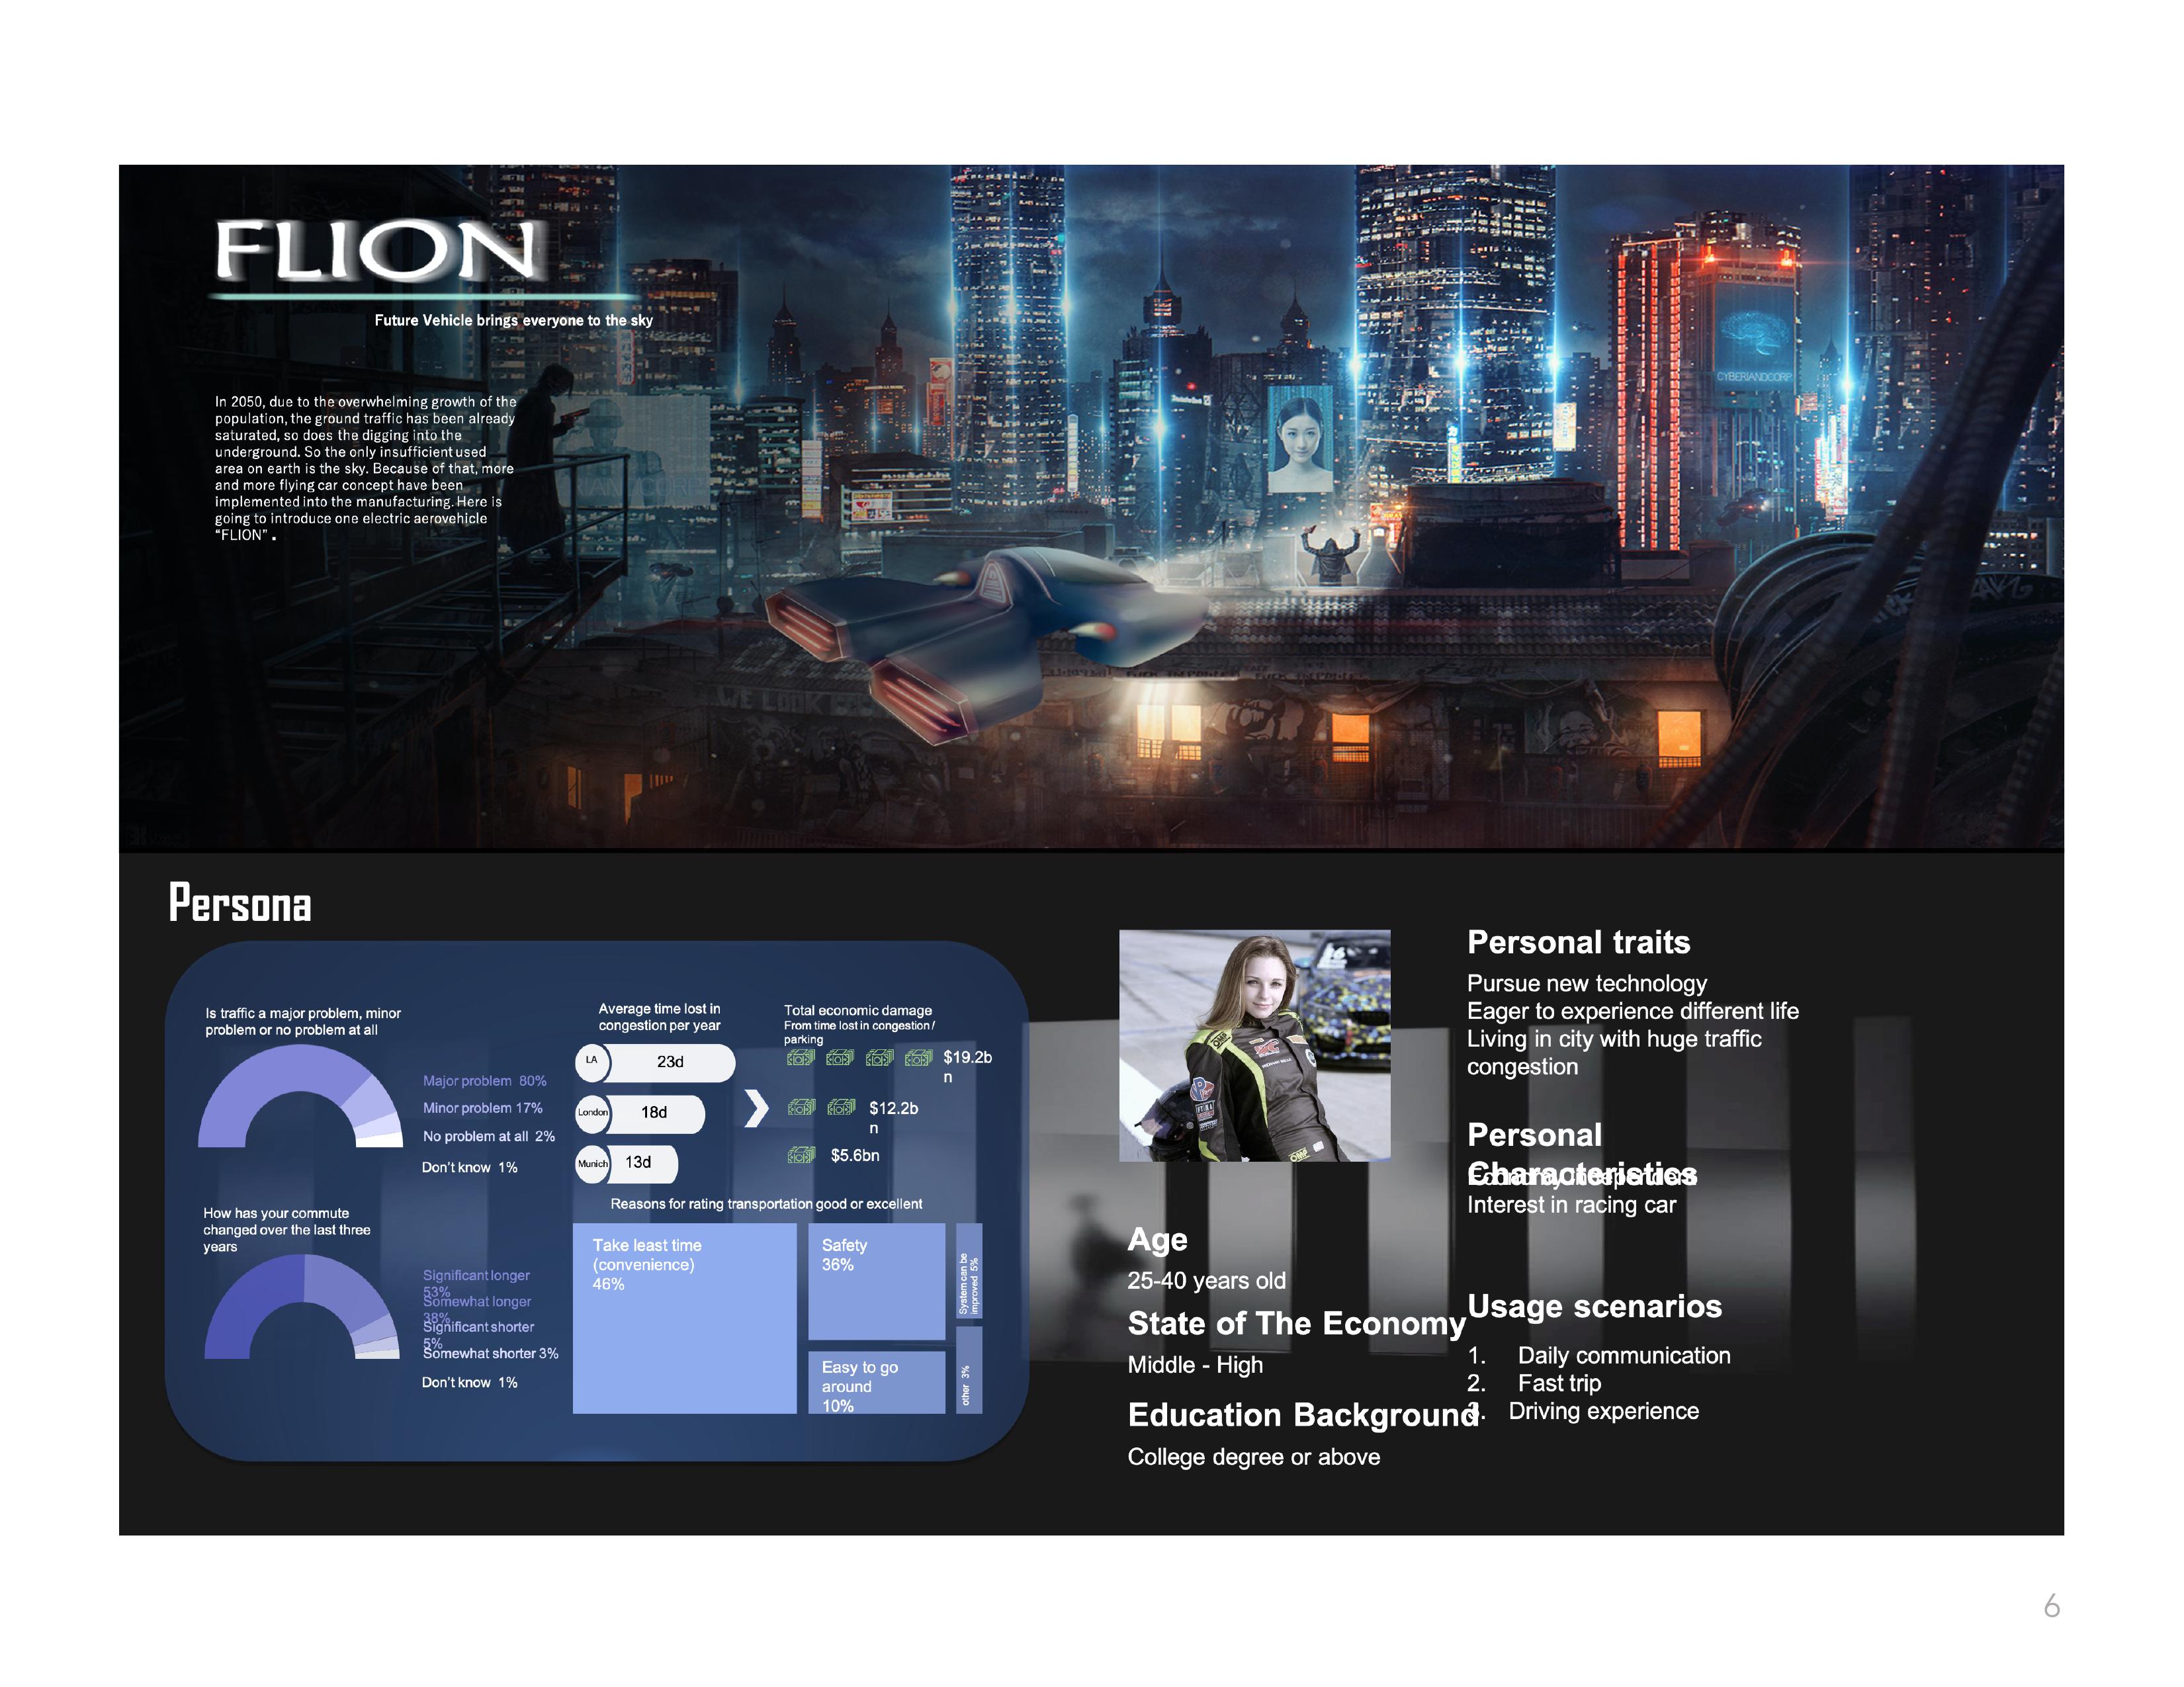 FLION
Future Vehicle brings everyone to the sky
In 2050, due to the overwhelming growth of the
population, the ground traffic has been already
saturated, so does the digging into the
underground. So the only insufficient used
area on earth is the sky. Because of that, more
and more flying car concept have been
implemented into the manufacturing. Here is
going to introduce one electric aerovehicle
“FLION” .
CYBERIANDCORP
Persona
Is traffic a major problem, minor
problem or no problem at all
Major problem 80%
Minor problem 17%
No problem at all 2%
Don't know 1%
How has your commute
changed over the last three
years
Significant longer
53%
Somewhat longer
38%
Significant shorter
5%
Somewhat shorter 3%
Don't know 1%
Average time lost in
congestion per year
LA 23d
London 18d
Munich 13d
Total economic damage
From time lost in congestion /
parking
$19.2b
n
$12.2b
n
$5.6bn
Reasons for rating transportation good or excellent
Take least time
(convenience)
46%
Safety
36%
Easy to go
around
10%
System can be
improved 5%
other 3%
Age
25-40 years old
State of The Economy
Middle - High
Education Background
College degree or above
Personal traits
Pursue new technology
Eager to experience different life
Living in city with huge traffic
congestion
Personal
Characteristics
Interest in racing car
Usage scenarios
1. Daily communication
2. Fast trip
3. Driving experience
6